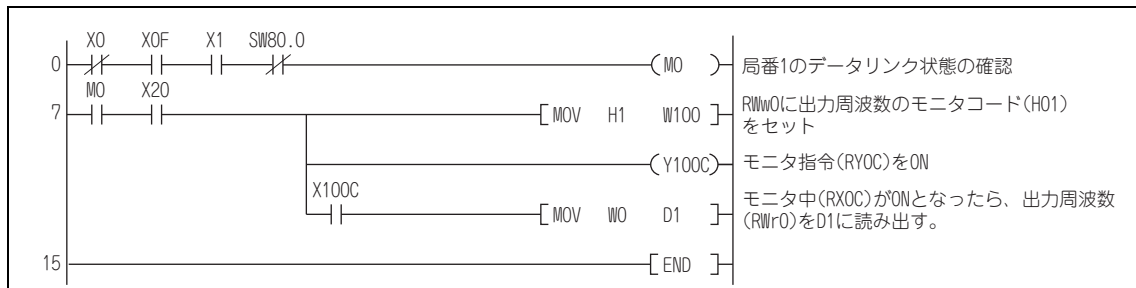 X0 X0F X1 SW80.0
0 M0 局番1のデータリンク状態の確認
M0 X20
7 MOV H1 W100 RWw0に出力周波数のモニタコード(H01)
をセット
Y100C モニタ指令(RY0C)をON
X100C
MOV W0 D1 モニタ中(RX0C)がONとなったら、出力周波数
(RWr0)をD1に読み出す。
15 END